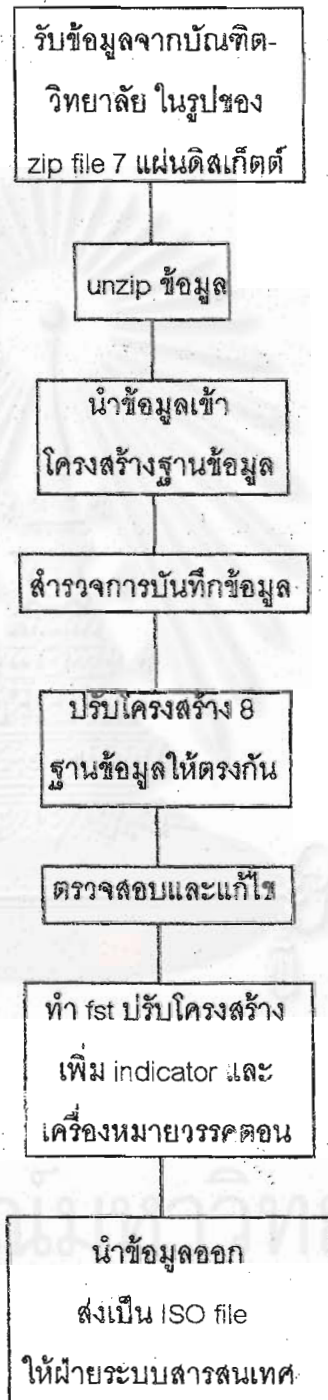 รับข้อมูลจากบัณฑิต-
วิทยาลัย ในรูปของ
zip file 7 แผ่นดิสเก็ตต์
unzip ข้อมูล
นำข้อมูลเข้า
โครงสร้างฐานข้อมูล
สำรวจการบันทึกข้อมูล
ปรับโครงสร้าง 8
ฐานข้อมูลให้ตรงกัน
ตรวจสอบและแก้ไข
ทำ fst ปรับโครงสร้าง
เพิ่ม indicator และ
เครื่องหมายวรรคตอน
นำข้อมูลออก
ส่งเป็น ISO file
ให้ฝ่ายระบบสารสนเทศ